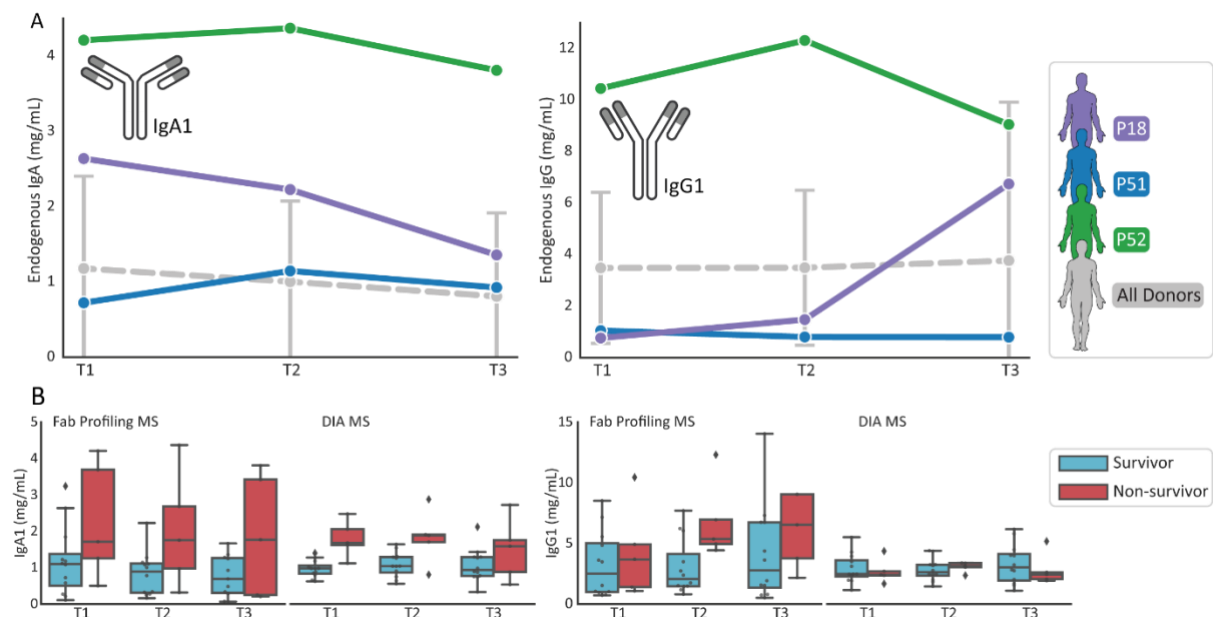 A
Endogenous IgA (mg/mL)
4
3
2
1
0
IgA1
T1 T2 T3
Endogenous IgG (mg/mL)
12
10
8
6
4
2
0
IgG1
T1 T2 T3
P18
P51
P52
All Donors
B
Fab Profiling MS DIA MS
IgA1 (mg/mL)
5
4
3
2
1
0
T1 T2 T3 T1 T2 T3
Fab Profiling MS DIA MS
IgG1 (mg/mL)
15
10
5
0
T1 T2 T3 T1 T2 T3
Survivor
Non-survivor